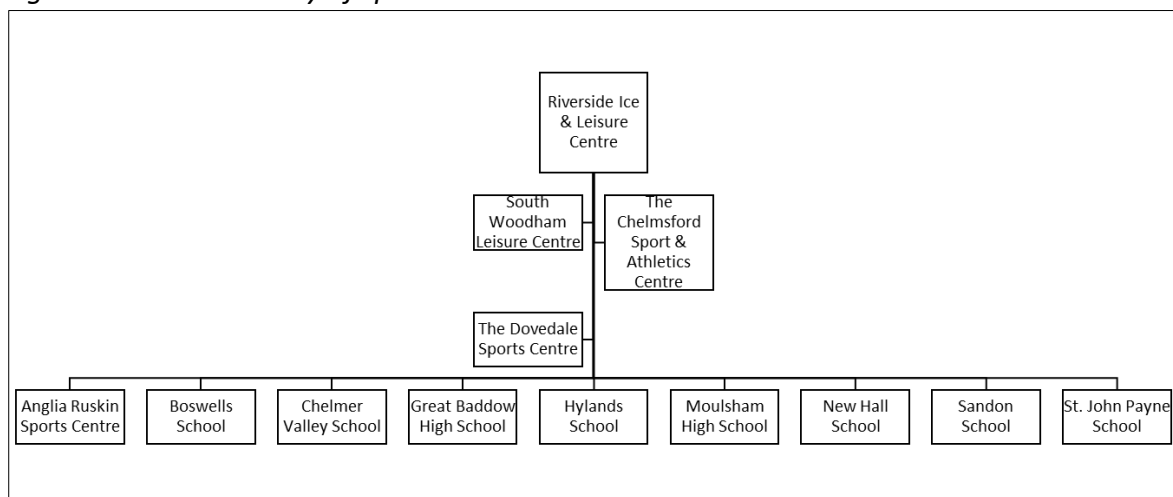 Riverside Ice
& Leisure
Centre
South
Woodham
Leisure Centre
The
Chelmsford
Sport &
Athletics
Centre
The Dovedale
Sports Centre
Anglia Ruskin
Sports Centre
Boswells
School
Chelmer
Valley School
Great Baddow
High School
Hylands
School
Moulsham
High School
New Hall
School
Sandon
School
St. John Payne
School